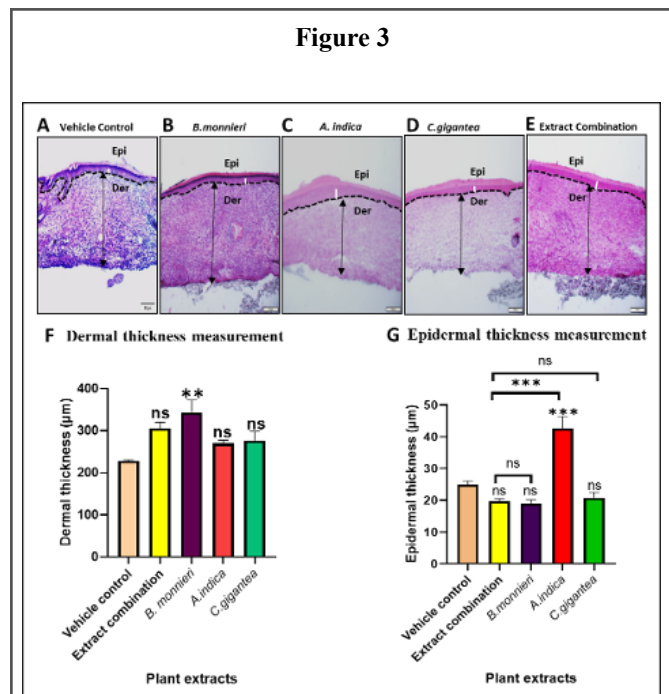 Figure 3
A Vehicle Control
B B.monnieri
C A. indica
D C.gigantea
E Extract Combination
Epi
Der
Epi
Der
Epi
Der
Epi
Der
Epi
Der
F Dermal thickness measurement
Dermal thickness (µm)
400
300
200
100
0
ns
**
ns
ns
Vehicle control
Extract combination
B. monnieri
A.indica
C.gigantea
Plant extracts
G Epidermal thickness measurement
Epidermal thickness (µm)
50
40
30
20
10
0
ns
***
***
ns
ns
ns
ns
Vehicle control
Extract combination
B.monnieri
A.indica
C.gigantea
Plant extracts